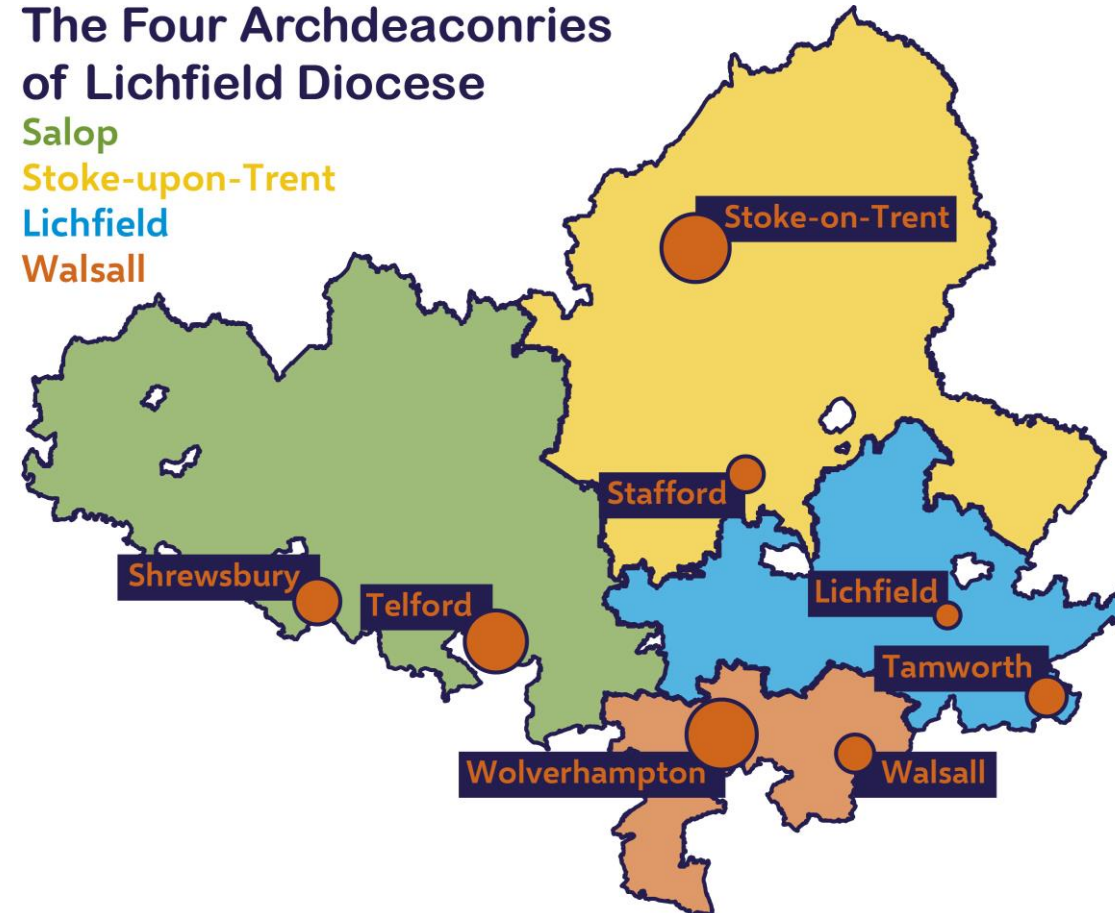 The Four Archdeaconries
of Lichfield Diocese
Salop
Stoke-upon-Trent
Lichfield
Walsall
Stoke-on-Trent
Stafford
Shrewsbury
Telford
Lichfield
Tamworth
Wolverhampton
Walsall